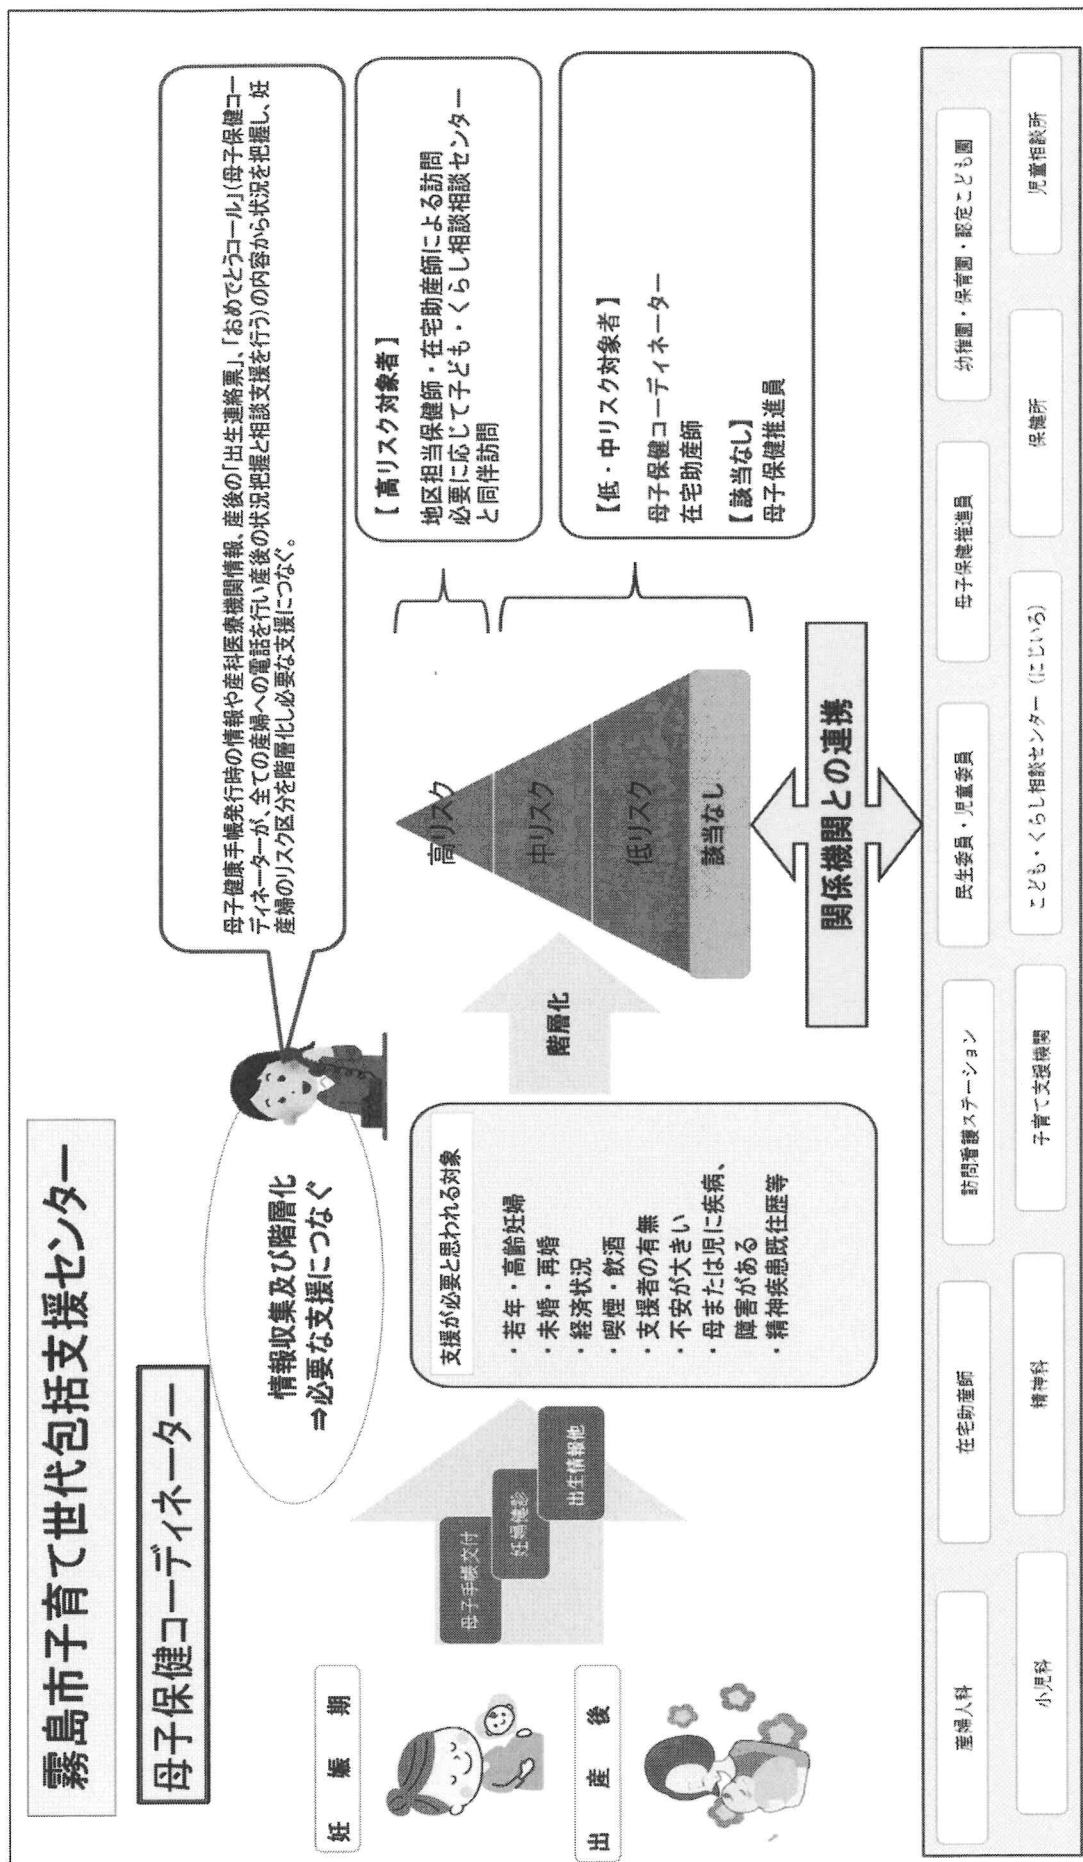 霧島市子育て世代包括支援センター
母子保健コーディネーター
情報収集及び階層化
⇒必要な支援につなぐ
母子健康手帳発行時の情報や産科医療機関情報、産後の「出生連絡票」、「おめでとうコール」(母子保健コー
ディネーターが、全ての産婦への電話を行い産後の状況把握と相談支援を行う)の内容から状況を把握し、妊
産婦のリスク区分を階層化し必要な支援につなぐ。
妊娠期
出産後
母子手帳交付
妊婦健診
出生情報他
支援が必要と思われる対象
・若年・高齢妊婦
・未婚・再婚
・経済状況
・喫煙・飲酒
・支援者の有無
・不安が大きい
・母または児に疾病、
障害がある
・精神疾患既往歴等
階層化
高リスク
中リスク
低リスク
該当なし
【高リスク対象者】
地区担当保健師・在宅助産師による訪問
必要に応じて子ども・くらし相談相談センター
と同伴訪問
【低・中リスク対象者】
母子保健コーディネーター
在宅助産師
【該当なし】
母子保健推進員
関係機関との連携
産婦人科
在宅助産師
訪問看護ステーション
民生委員・児童委員
母子保健推進員
幼稚園・保育園・認定こども園
小児科
精神科
子育て支援機関
こども・くらし相談センター（にじいろ）
保健所
児童相談所